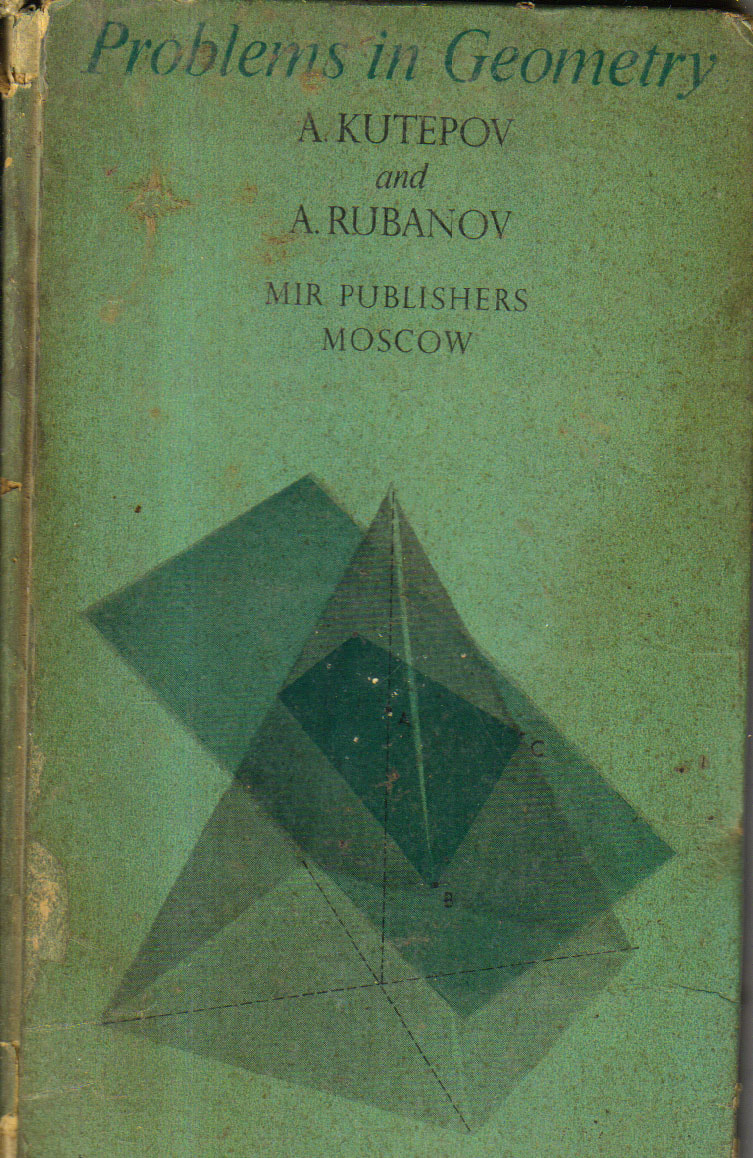 Problems in Geometry
A. KUTEPOV
and
A. RUBANOV
MIR PUBLISHERS
MOSCOW
A
C
B